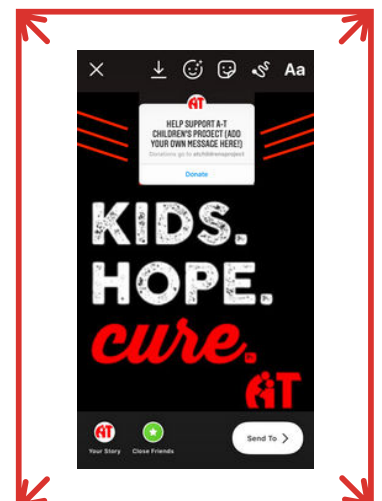 Aa
AT
HELP SUPPORT A-T
CHILDREN'S PROJECT (ADD
YOUR OWN MESSAGE HERE!)
Donations go to atchildrensproject
Donate
KIDS.
HOPE.
cure.
AT
AT
Your Story
Close Friends
Send To